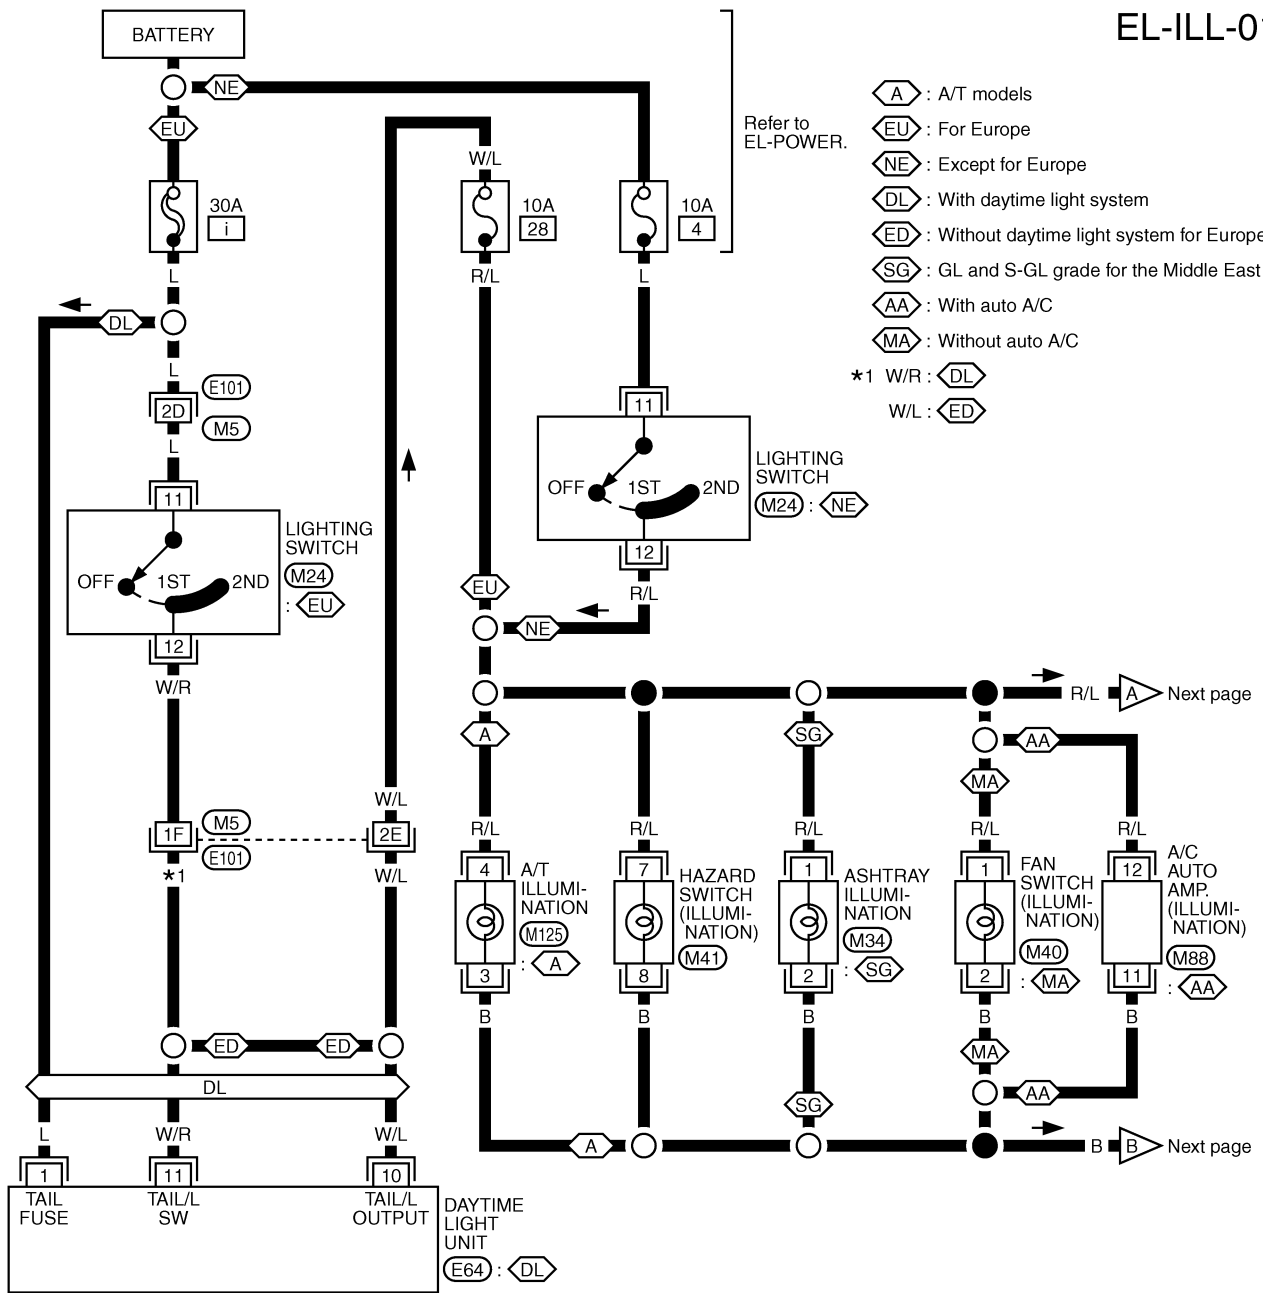 EL-ILL-01
BATTERY
NE
EU
Refer to
EL-POWER.
A : A/T models
EU : For Europe
NE : Except for Europe
DL : With daytime light system
ED : Without daytime light system for Europe
SG : GL and S-GL grade for the Middle East
AA : With auto A/C
MA : Without auto A/C
*1 W/R : DL
W/L : ED
W/L
30A
i
10A
28
10A
4
L
R/L
L
DL
L
E101
2D
M5
L
11
OFF
1ST
2ND
LIGHTING
SWITCH
M24 : NE
12
R/L
11
OFF
1ST
2ND
LIGHTING
SWITCH
M24
: EU
12
W/R
EU
NE
R/L
A
Next page
A
SG
AA
MA
W/L
M5
1F
2E
E101
*1
W/L
R/L
R/L
R/L
R/L
R/L
4
A/T
ILLUMI-
NATION
M125
: A
3
7
HAZARD
SWITCH
(ILLUMI-
NATION)
M41
8
1
ASHTRAY
ILLUMI-
NATION
M34
: SG
2
1
FAN
SWITCH
(ILLUMI-
NATION)
M40
: MA
2
12
A/C
AUTO
AMP.
(ILLUMI-
NATION)
M88
: AA
11
B
B
B
B
B
ED
ED
MA
AA
SG
A
B
B
Next page
DL
L
W/R
W/L
1
11
10
TAIL
FUSE
TAIL/L
SW
TAIL/L
OUTPUT
DAYTIME
LIGHT
UNIT
E64 : DL